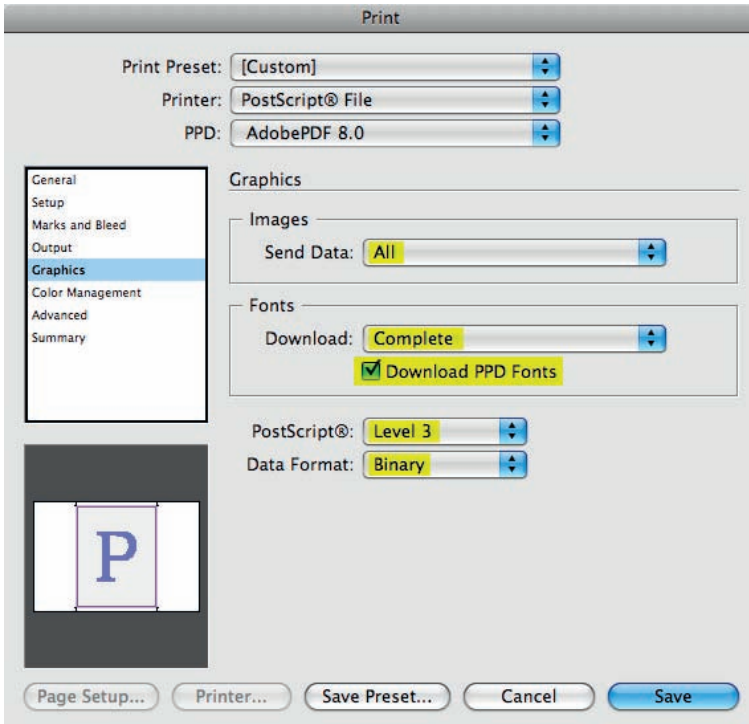 Print
Print Preset: [Custom]
Printer: PostScript® File
PPD: AdobePDF 8.0
General
Setup
Marks and Bleed
Output
Graphics
Color Management
Advanced
Summary
Graphics
Images
Send Data: All
Fonts
Download: Complete
Download PPD Fonts
PostScript®: Level 3
Data Format: Binary
P
Page Setup... Printer... Save Preset... Cancel Save